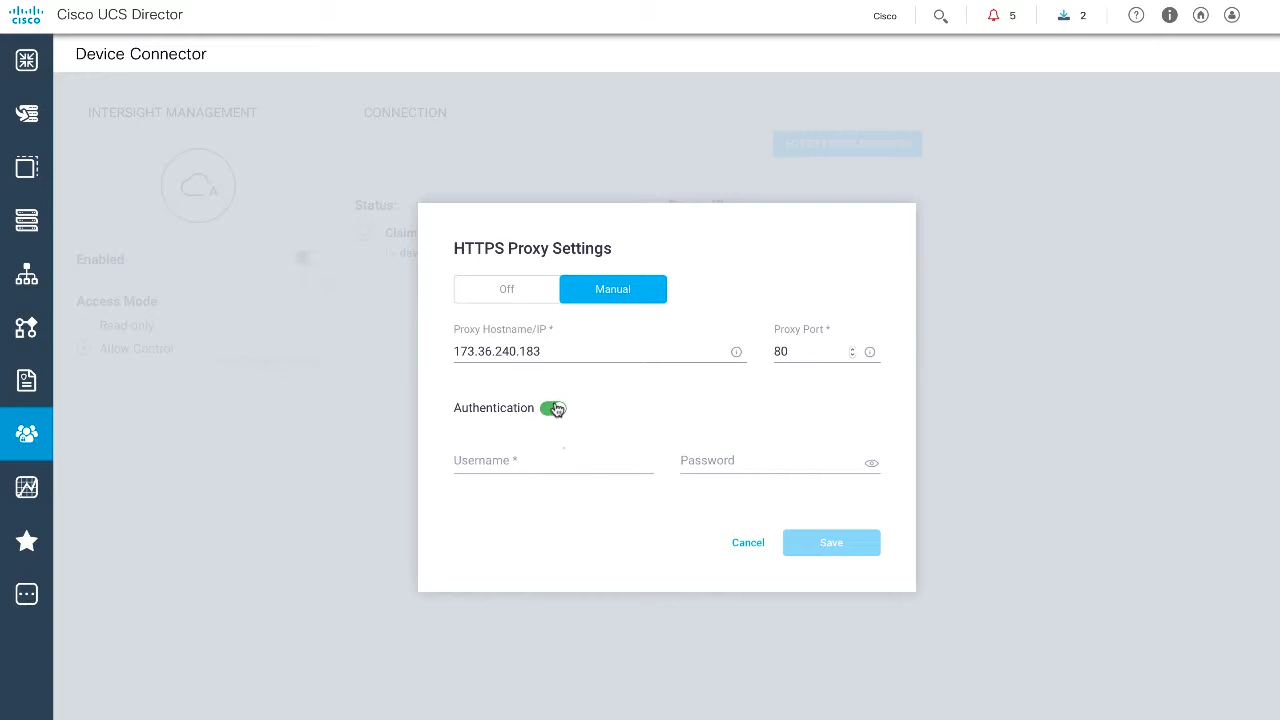 cisco
Cisco UCS Director
Cisco
5
2
Device Connector
INTERSIGHT MANAGEMENT
CONNECTION
A
Status:
Claim
Enabled
Access Mode
Read-only
Allow Control
HTTPS Proxy Settings
Off
Manual
Proxy Hostname/IP *
Proxy Port *
173.36.240.183
80
Authentication
Username *
Password
Cancel
Save